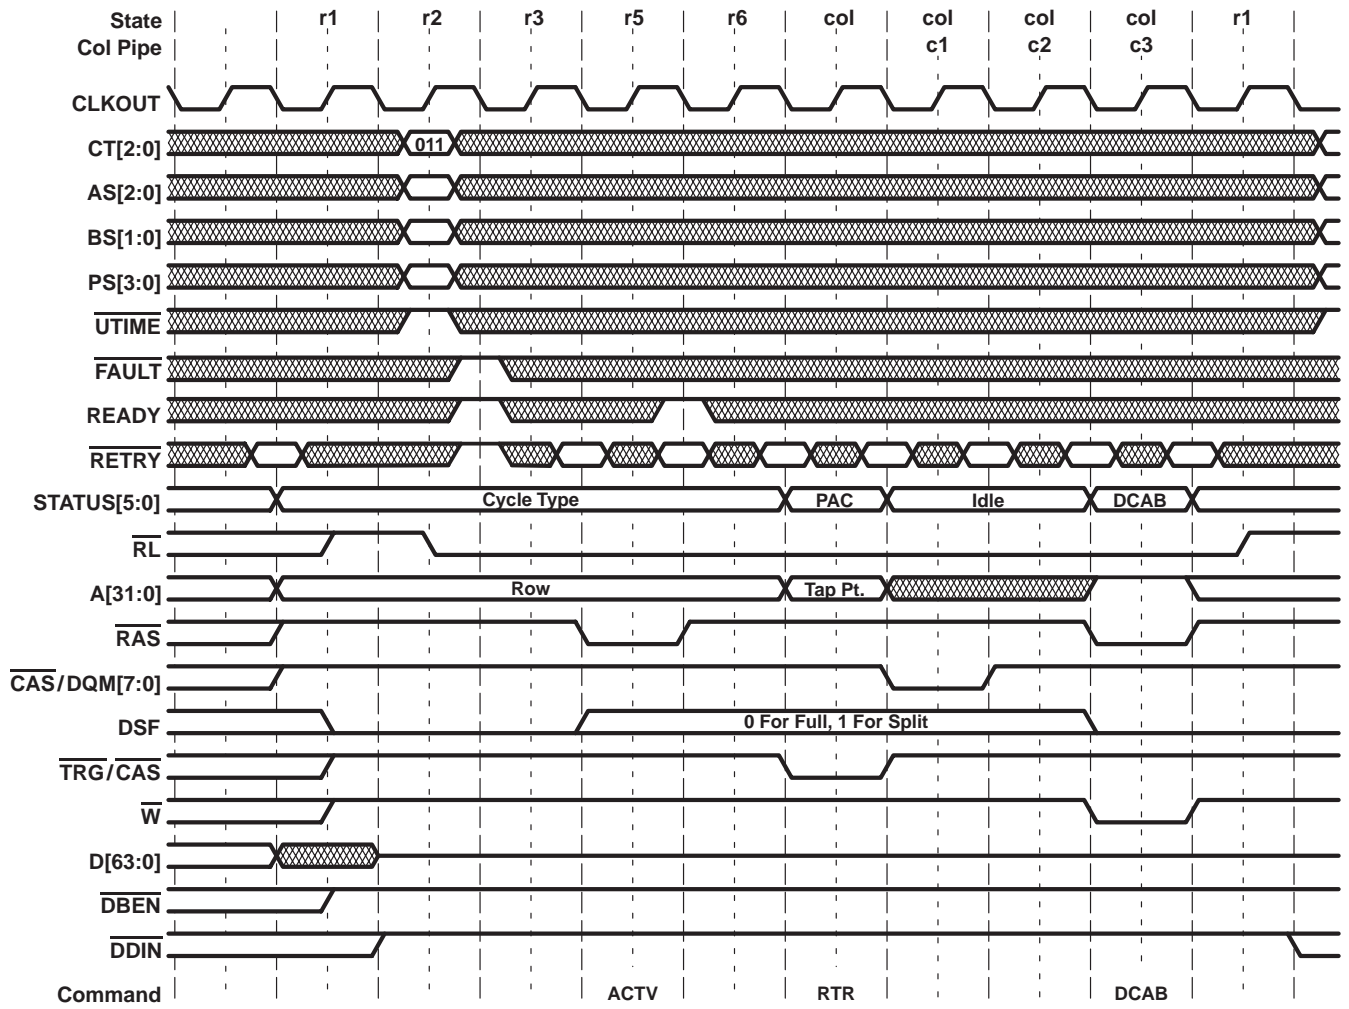 State r1 r2 r3 r5 r6 col col col col r1
Col Pipe c1 c2 c3
CLKOUT
CT[2:0] 011
AS[2:0]
BS[1:0]
PS[3:0]
UTIME
FAULT
READY
RETRY
STATUS[5:0] Cycle Type PAC Idle DCAB
RL
A[31:0] Row Tap Pt.
RAS
CAS/DQM[7:0]
DSF 0 For Full, 1 For Split
TRG/CAS
W
D[63:0]
DBEN
DDIN
Command ACTV RTR DCAB